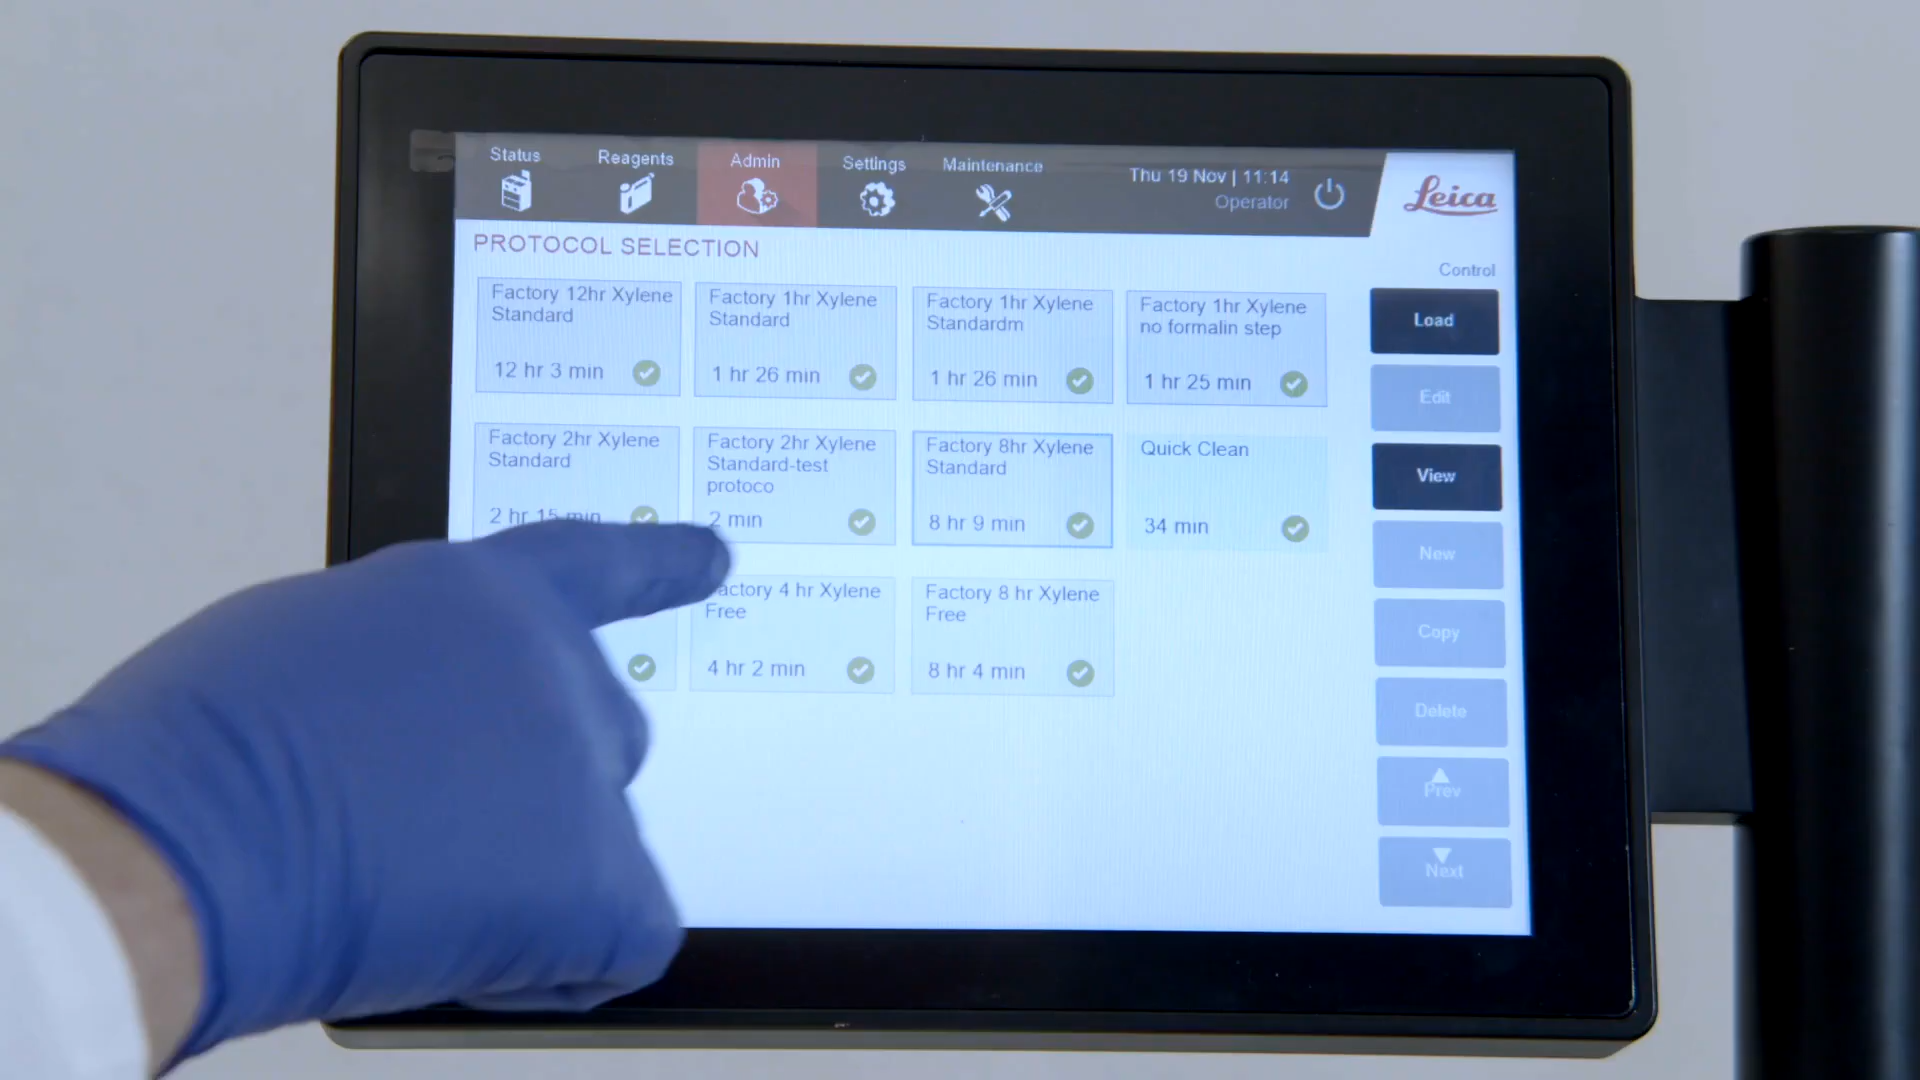 Status
Reagents
Admin
Settings
Maintenance
Thu 19 Nov | 11:14
Operator
Leica
PROTOCOL SELECTION
Control
Factory 12hr Xylene
Standard
12 hr 3 min
Factory 1hr Xylene
Standard
1 hr 26 min
Factory 1hr Xylene
Standardm
1 hr 26 min
Factory 1hr Xylene
no formalin step
1 hr 25 min
Factory 2hr Xylene
Standard
2 hr 15 min
Factory 2hr Xylene
Standard-test
protoco
2 min
Factory 8hr Xylene
Standard
8 hr 9 min
Quick Clean
34 min
Factory 4 hr Xylene
Free
4 hr 2 min
Factory 8 hr Xylene
Free
8 hr 4 min
Load
Edit
View
New
Copy
Delete
Prev
Next